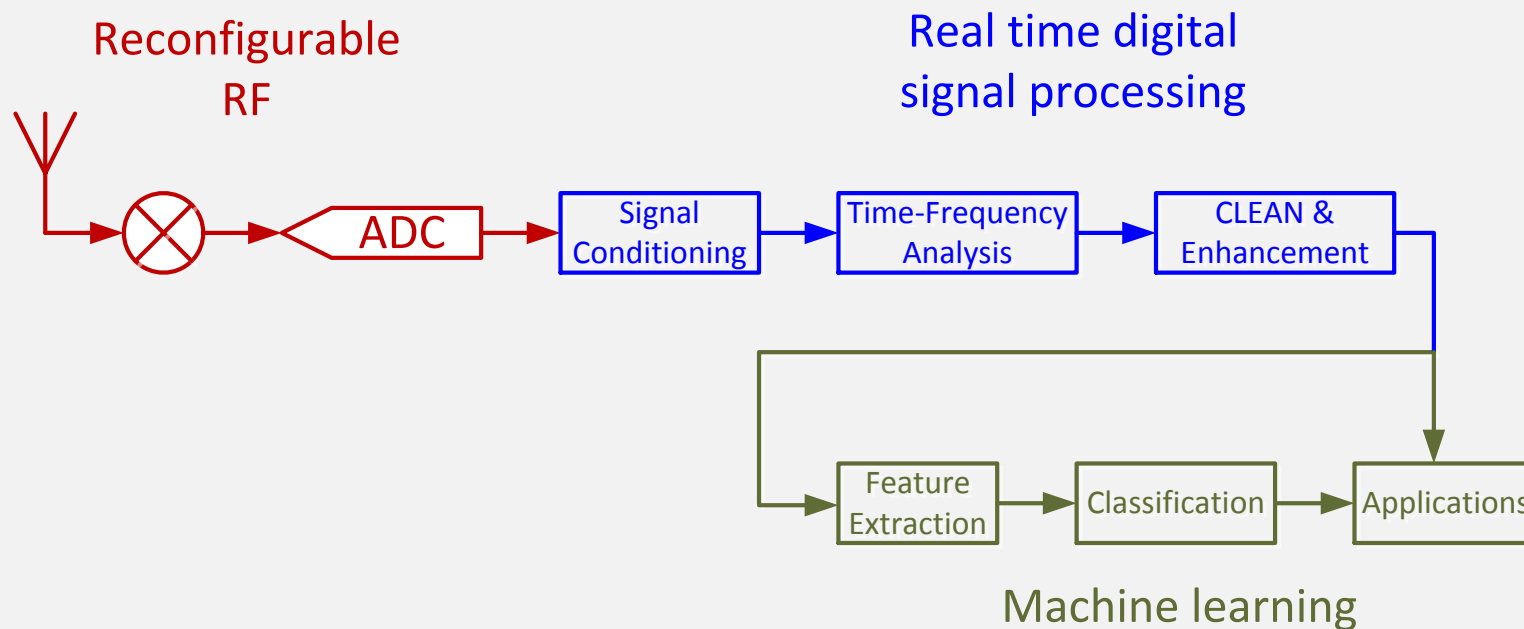 Reconfigurable
RF
Real time digital
signal processing
ADC
Signal
Conditioning
Time-Frequency
Analysis
CLEAN &
Enhancement
Feature
Extraction
Classification
Applications
Machine learning